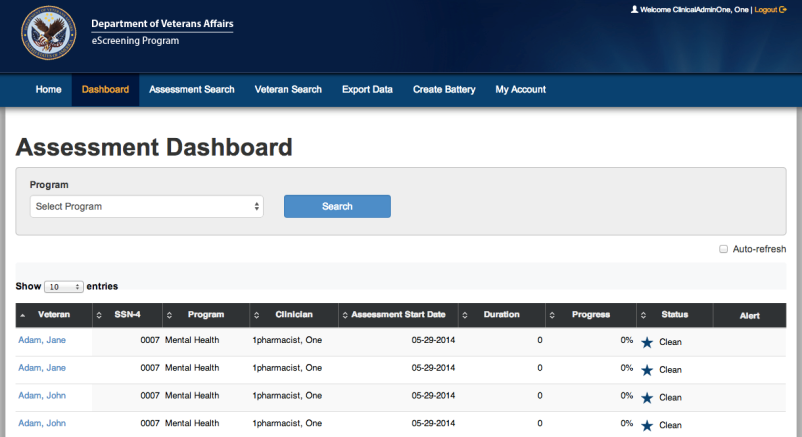 Department of Veterans Affairs
eScreening Program
Welcome ClinicalAdminOne, One | Logout
Home Dashboard Assessment Search Veteran Search Export Data Create Battery My Account
Assessment Dashboard
Program
Select Program Search
Auto-refresh
Show 10 entries
Veteran SSN-4 Program Clinician Assessment Start Date Duration Progress Status Alert
Adam, Jane 0007 Mental Health 1pharmacist, One 05-29-2014 0 0% Clean
Adam, Jane 0007 Mental Health 1pharmacist, One 05-29-2014 0 0% Clean
Adam, John 0007 Mental Health 1pharmacist, One 05-29-2014 0 0% Clean
Adam, John 0007 Mental Health 1pharmacist, One 05-29-2014 0 0% Clean